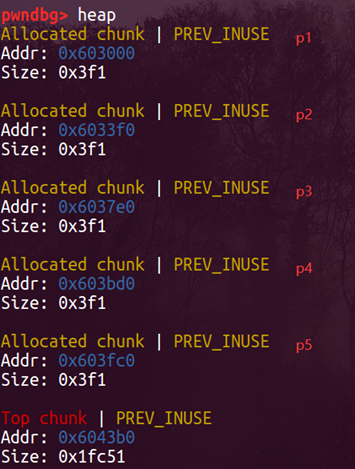 pwndbg> heap
Allocated chunk | PREV_INUSE p1
Addr: 0x603000
Size: 0x3f1
Allocated chunk | PREV_INUSE p2
Addr: 0x6033f0
Size: 0x3f1
Allocated chunk | PREV_INUSE p3
Addr: 0x6037e0
Size: 0x3f1
Allocated chunk | PREV_INUSE p4
Addr: 0x603bd0
Size: 0x3f1
Allocated chunk | PREV_INUSE p5
Addr: 0x603fc0
Size: 0x3f1
Top chunk | PREV_INUSE
Addr: 0x6043b0
Size: 0x1fc51